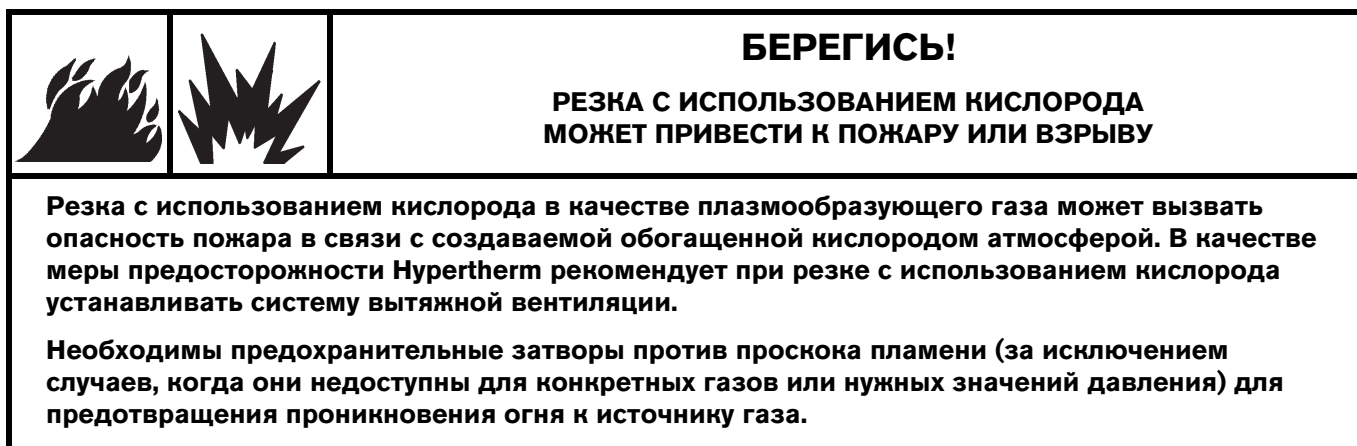 БЕРЕГИСЬ!
РЕЗКА С ИСПОЛЬЗОВАНИЕМ КИСЛОРОДА
МОЖЕТ ПРИВЕСТИ К ПОЖАРУ ИЛИ ВЗРЫВУ
Резка с использованием кислорода в качестве плазмообразующего газа может вызвать
опасность пожара в связи с создаваемой обогащенной кислородом атмосферой. В качестве
меры предосторожности Hypertherm рекомендует при резке с использованием кислорода
устанавливать систему вытяжной вентиляции.
Необходимы предохранительные затворы против проскока пламени (за исключением
случаев, когда они недоступны для конкретных газов или нужных значений давления) для
предотвращения проникновения огня к источнику газа.